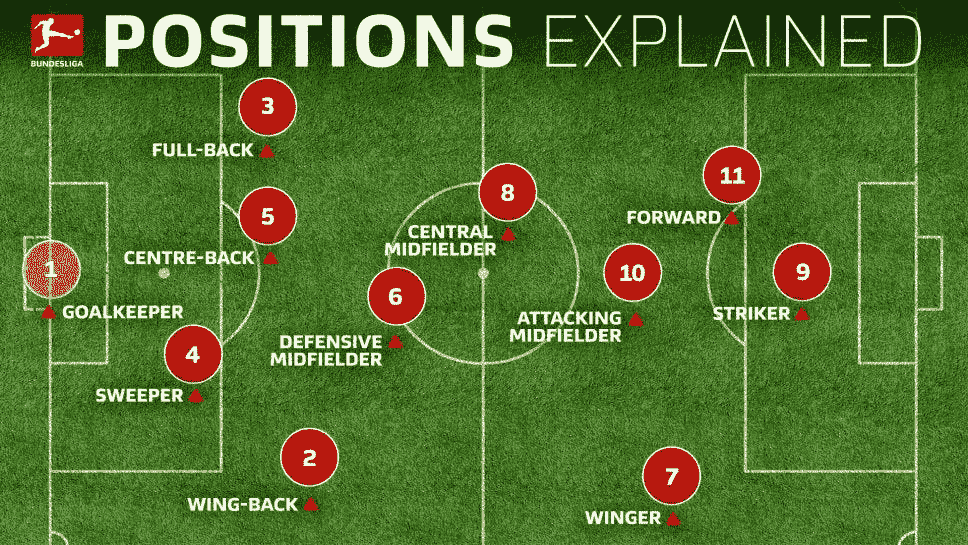 BUNDESLIGA
POSITIONS EXPLAINED
3
FULL-BACK
5
CENTRE-BACK
1
GOALKEEPER
4
SWEEPER
2
WING-BACK
6
DEFENSIVE
MIDFIELDER
8
CENTRAL
MIDFIELDER
10
ATTACKING
MIDFIELDER
11
FORWARD
9
STRIKER
7
WINGER